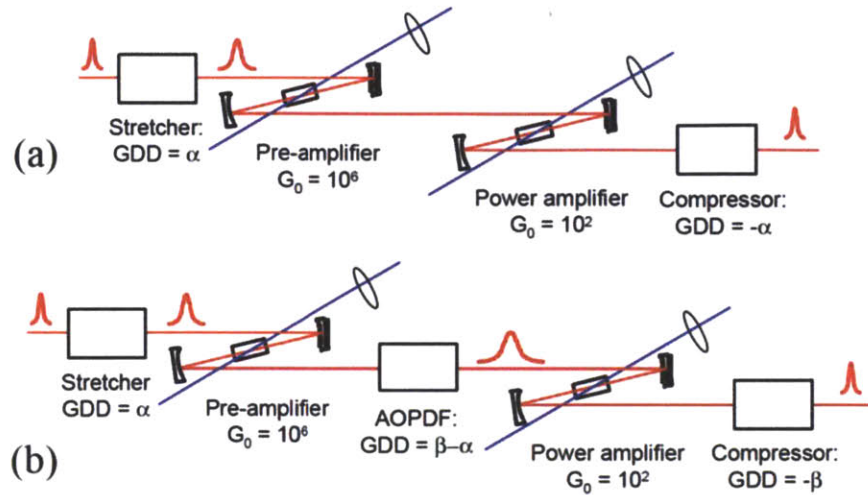 Stretcher:
GDD = α
(a)
Pre-amplifier
G₀ = 10⁶
Power amplifier
G₀ = 10²
Compressor:
GDD = -α
Stretcher
GDD = α
(b)
Pre-amplifier
G₀ = 10⁶
AOPDF:
GDD = β–α
Power amplifier
G₀ = 10²
Compressor:
GDD = -β